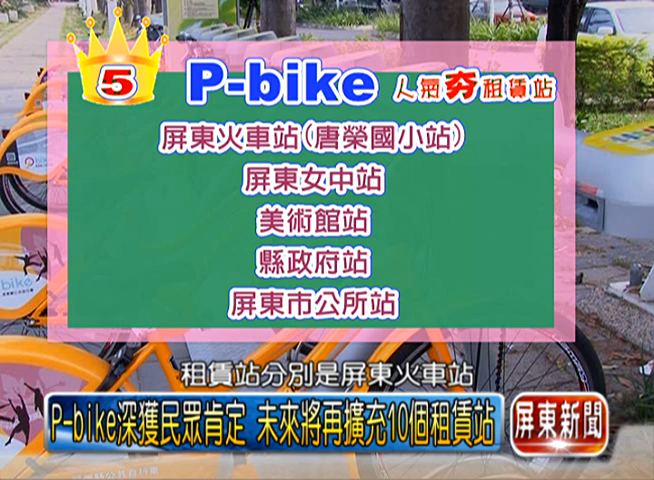 5 P-bike 人氣夯租賃站
屏東火車站(唐榮國小站)
屏東女中站
美術館站
縣政府站
屏東市公所站
bike
租賃站分別是屏東火車站
P-bike深獲民眾肯定 未來將再擴充10個租賃站
屏東新聞